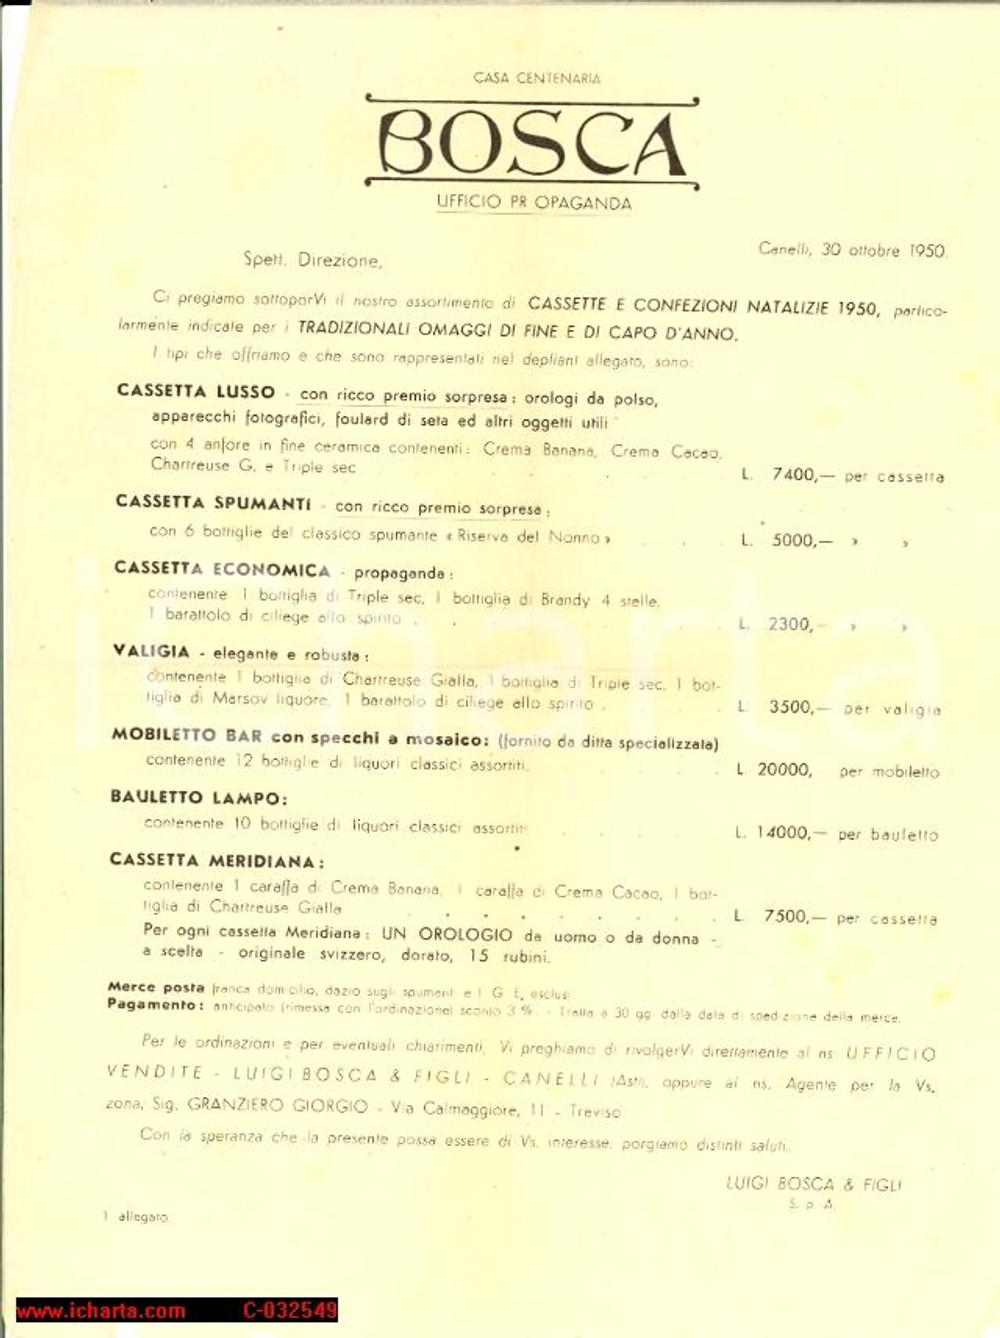 CASA CENTENARIA
BOSCA
UFFICIO PR OPAGANDA
Canelli, 30 ottobre 1950.
Spett. Direzione,
Ci pregiamo sottoporVi il nostro assortimento di CASSETTE E CONFEZIONI NATALIZIE 1950, partico-
larmente indicate per i TRADIZIONALI OMAGGI DI FINE E DI CAPO D'ANNO.
I tipi che offriamo e che sono rappresentati nel depliant allegato, sono:
CASSETTA LUSSO - con ricco premio sorpresa: orologi da polso,
apparecchi fotografici, foulard di seta ed altri oggetti utili
con 4 anfore in fine ceramica contenenti: Crema Banana, Crema Cacao,
Chartreuse G. e Triple sec L. 7400,— per cassetta
CASSETTA SPUMANTI - con ricco premio sorpresa:
con 6 bottiglie del classico spumante «Riserva del Nonno» . . . L. 5000,— » »
CASSETTA ECONOMICA - propaganda:
contenente 1 bottiglia di Triple sec, 1 bottiglia di Brandy 4 stelle,
1 barattolo di ciliege allo spirito . . L. 2300,— » »
VALIGIA - elegante e robusta:
contenente 1 bottiglia di Chartreuse Gialla, 1 bottiglia di Triple sec, 1 bot-
tiglia di Marsov liquore, 1 barattolo di ciliege allo spirito . L. 3500,— per valigia
MOBILETTO BAR con specchi a mosaico: (fornito da ditta specializzata)
contenente 12 bottiglie di liquori classici assortiti. L. 20000, per mobiletto
BAULETTO LAMPO:
contenente 10 bottiglie di liquori classici assortiti L. 14000,— per bauletto
CASSETTA MERIDIANA:
contenente 1 caraffa di Crema Banana, 1 caraffa di Crema Cacao, 1 bot-
tiglia di Chartreuse Gialla . . . . . . . . L. 7500,— per cassetta
Per ogni cassetta Meridiana: UN OROLOGIO da uomo o da donna -
a scelta - originale svizzero, dorato, 15 rubini.
Merce posta franca domicilio, dazio sugli spumanti e I. G. E. esclusi
Pagamento: anticipato (rimessa con l'ordinazione) sconto 3 % - Tratta a 30 gg. dalla data di spedizione della merce.
Per le ordinazioni e per eventuali chiarimenti, Vi preghiamo di rivolgerVi direttamente al ns. UFFICIO
VENDITE - LUIGI BOSCA & FIGLI - CANELLI (Asti), oppure al ns. Agente per la Vs.
zona, Sig. GRANZIERO GIORGIO - Via Calmaggiore, 11 - Treviso
Con la speranza che la presente possa essere di Vs. interesse, porgiamo distinti saluti.
LUIGI BOSCA & FIGLI
S. p. A.
1 allegato.
www.icharta.com C-032549